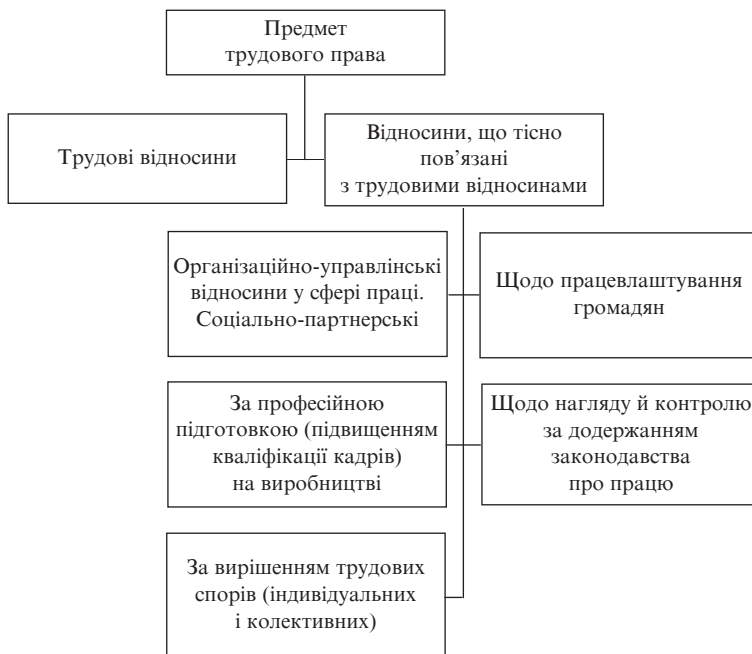 Предмет
трудового права
Трудові відносини
Відносини, що тісно
пов’язані
з трудовими відносинами
Організаційно-управлінські
відносини у сфері праці.
Соціально-партнерські
Щодо працевлаштування
громадян
За професійною
підготовкою (підвищенням
кваліфікації кадрів)
на виробництві
Щодо нагляду й контролю
за додержанням
законодавства
про працю
За вирішенням трудових
спорів (індивідуальних
і колективних)